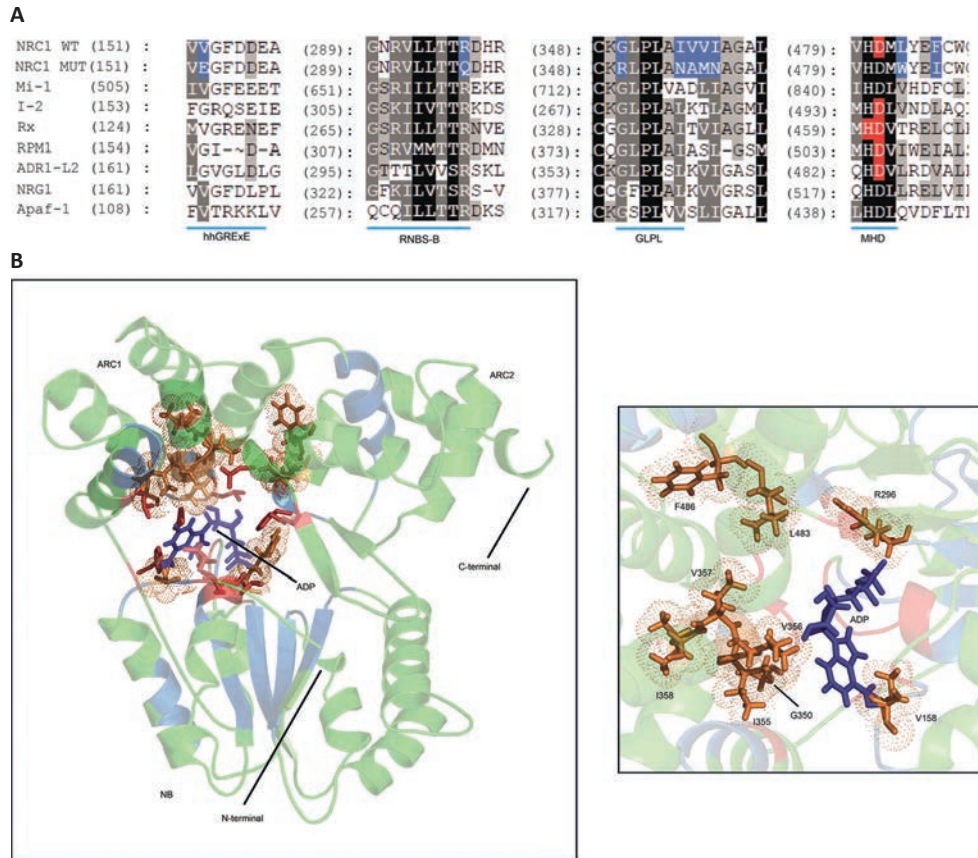 A
NRC1 WT (151) : VVGFDDEA (289): GNRVLLTTRDHR (348): CKGLPLAIVVIAGAL (479): VHDMLYEFCW
NRC1 MUT(151) : VEGFDDEA (289): GNRVLLTTQDHR (348): CKRLPLANAMNAGAL (479): VHDMWYEICW
Mi-1 (505) : IVGFEEET (651): GSRIILTTREKE (712): CKGLPLVADLIAGVI (840): IHDLVHDFCL
I-2 (153) : FGRQSEIE (305): GSKIIVTTRKDS (267): CKGLPLALKTLAGML (493): MHDLVNDLAQ
Rx (124) : MVGRENEF (265): GSRILLTTRNVE (328): CGGLPLAITVIAGLL (459): MHDVTRELCL
RPM1 (154) : VGI-~D-A (307): GSRVMMTTRDMN (373): CQGLPLAIASI-GSM (503): MHDVIWEIAL
ADR1-L2 (161) : LGVGLDLG (295): GTTTLVVSRSKL (353): CKGLPLSLKVIGASL (482): QHDVLRDVAL
NRG1 (161) : VVGFDLPL (322): GFKILVTSRSS-V (377): CCGFPLALKVVGRSL (517): QHDLLRELVI
Apaf-1 (108) : FVTRKKLV (257): QCQILLTTRDKS (317): CKGSPLVVSLIGALL (438): LHDLQVDFLT
hhGRExE RNBS-B GLPL MHD
B
ARC1
ARC2
C-terminal
ADP
NB
N-terminal
F486
R296
L483
V357
V356
ADP
I358
I355
G350
V158